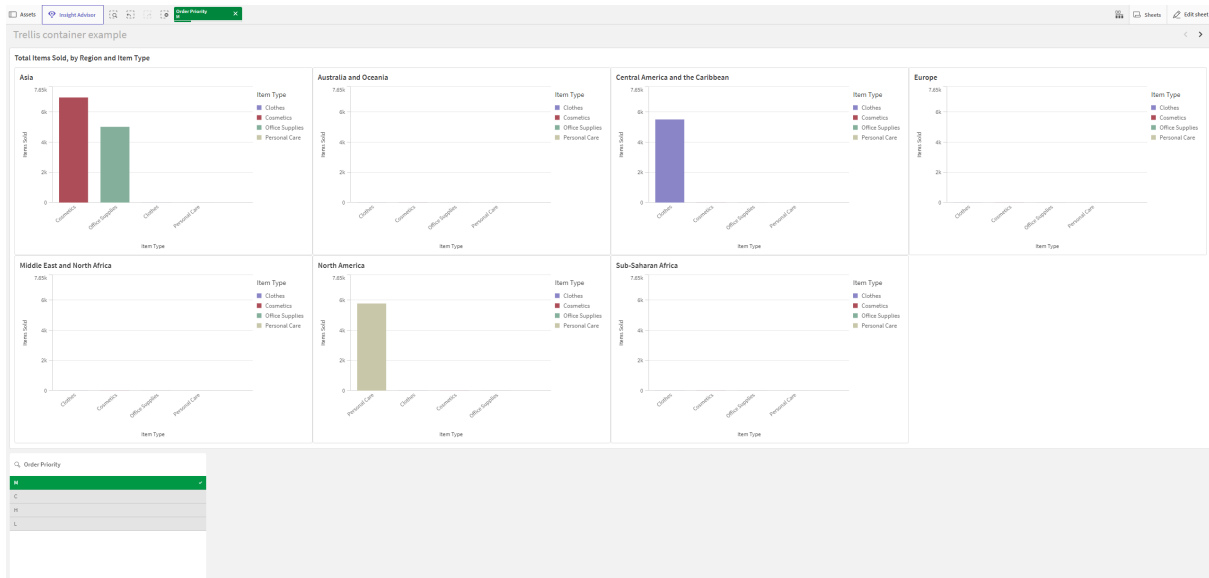 Assets
Insight Advisor
Order Priority
M
Sheets
Edit sheet
Trellis container example
Total Items Sold, by Region and Item Type
Asia
7.65k
6k
4k
2k
0
Items Sold
Cosmetics
Office Supplies
Clothes
Personal Care
Item Type
Item Type
Clothes
Cosmetics
Office Supplies
Personal Care
Australia and Oceania
7.65k
6k
4k
2k
0
Items Sold
Clothes
Cosmetics
Office Supplies
Personal Care
Item Type
Item Type
Clothes
Cosmetics
Office Supplies
Personal Care
Central America and the Caribbean
7.65k
6k
4k
2k
0
Items Sold
Clothes
Cosmetics
Office Supplies
Personal Care
Item Type
Item Type
Clothes
Cosmetics
Office Supplies
Personal Care
Europe
7.65k
6k
4k
2k
0
Items Sold
Clothes
Cosmetics
Office Supplies
Personal Care
Item Type
Item Type
Clothes
Cosmetics
Office Supplies
Personal Care
Middle East and North Africa
7.65k
6k
4k
2k
0
Items Sold
Clothes
Cosmetics
Office Supplies
Personal Care
Item Type
Item Type
Clothes
Cosmetics
Office Supplies
Personal Care
North America
7.65k
6k
4k
2k
0
Items Sold
Personal Care
Clothes
Cosmetics
Office Supplies
Item Type
Item Type
Clothes
Cosmetics
Office Supplies
Personal Care
Sub-Saharan Africa
7.65k
6k
4k
2k
0
Items Sold
Clothes
Cosmetics
Office Supplies
Personal Care
Item Type
Item Type
Clothes
Cosmetics
Office Supplies
Personal Care
Order Priority
M
C
H
L